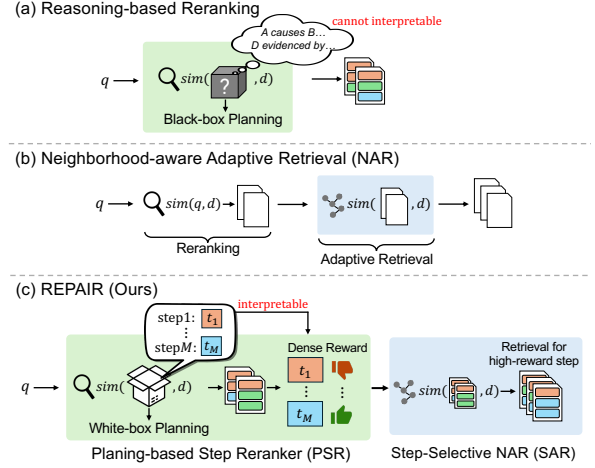 (a) Reasoning-based Reranking
A causes B…
D evidenced by…
cannot interpretable
q
sim( ? , d)
Black-box Planning
(b) Neighborhood-aware Adaptive Retrieval (NAR)
q
sim(q, d)
sim( , d)
Reranking
Adaptive Retrieval
(c) REPAIR (Ours)
interpretable
step1: t1
⋮
stepM: tM
Dense Reward
t1
⋮ ⋮
tM
q
sim( , d)
White-box Planning
Planing-based Step Reranker (PSR)
Retrieval for
high-reward step
sim( , d)
Step-Selective NAR (SAR)